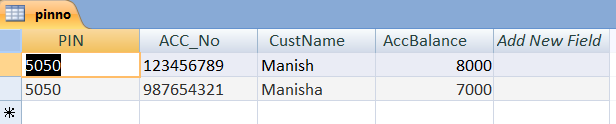 pinno
PIN ACC_No CustName AccBalance Add New Field
5050 123456789 Manish 8000
5050 987654321 Manisha 7000